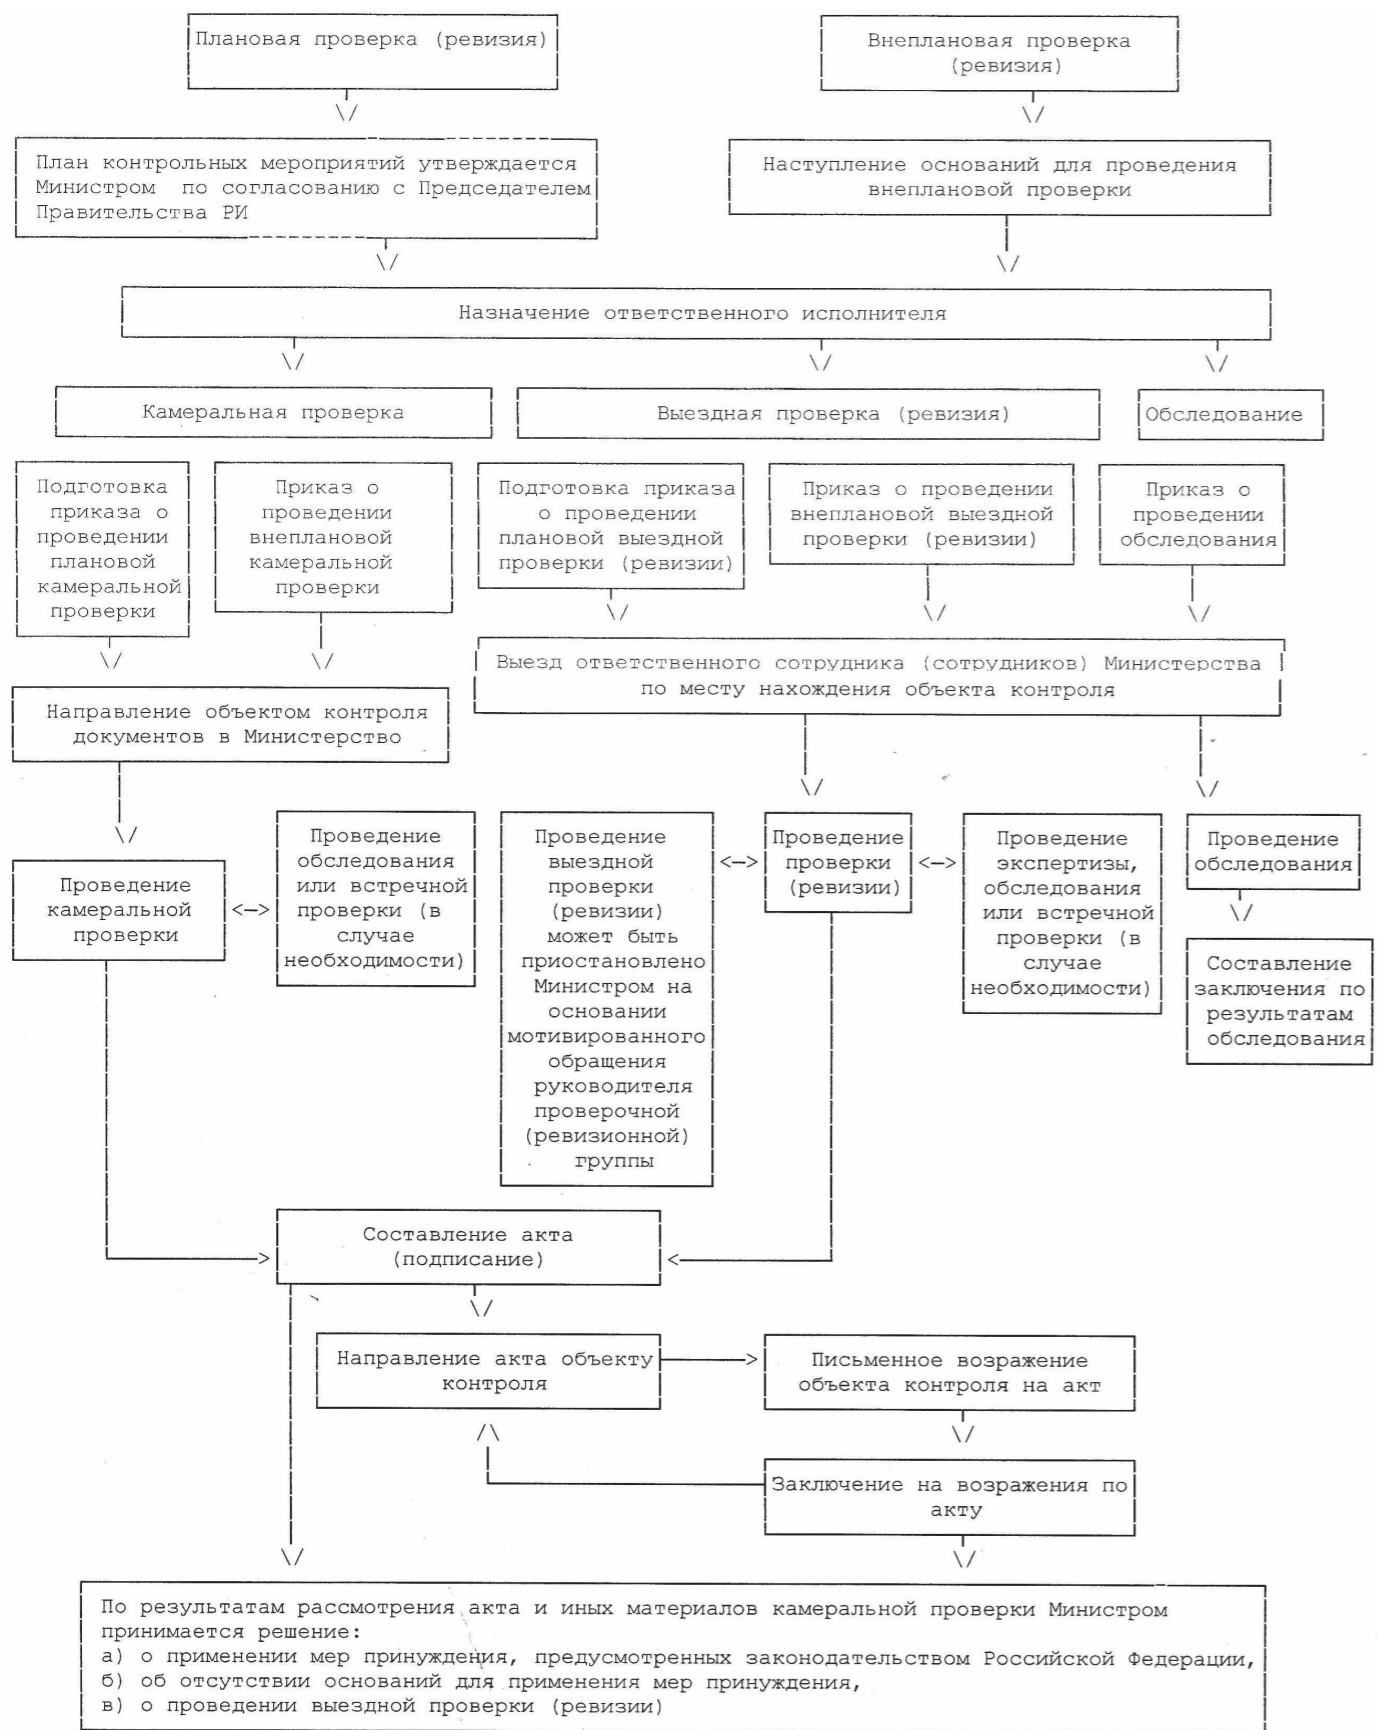 Плановая проверка (ревизия)
Внеплановая проверка
(ревизия)
План контрольных мероприятий утверждается
Министром по согласованию с Председателем
Правительства РИ
Наступление оснований для проведения
внеплановой проверки
Назначение ответственного исполнителя
Камеральная проверка
Выездная проверка (ревизия)
Обследование
Подготовка
приказа о
проведении
плановой
камеральной
проверки
Приказ о
проведении
внеплановой
камеральной
проверки
Подготовка приказа
о проведении
плановой выездной
проверки (ревизии)
Приказ о проведении
внеплановой выездной
проверки (ревизии)
Приказ о
проведении
обследования
Выезд ответственного сотрудника (сотрудников) Министерства
по месту нахождения объекта контроля
Направление объектом контроля
документов в Министерство
Проведение
камеральной
проверки
Проведение
обследования
или встречной
проверки (в
случае
необходимости)
Проведение
выездной
проверки
(ревизии)
может быть
приостановлено
Министром на
основании
мотивированного
обращения
руководителя
проверочной
(ревизионной)
группы
Проведение
проверки
(ревизии)
Проведение
экспертизы,
обследования
или встречной
проверки (в
случае
необходимости)
Проведение
обследования
Составление
заключения по
результатам
обследования
Составление акта
(подписание)
Направление акта объекту
контроля
Письменное возражение
объекта контроля на акт
Заключение на возражения по
акту
По результатам рассмотрения акта и иных материалов камеральной проверки Министром
принимается решение:
а) о применении мер принуждения, предусмотренных законодательством Российской Федерации,
б) об отсутствии оснований для применения мер принуждения,
в) о проведении выездной проверки (ревизии)